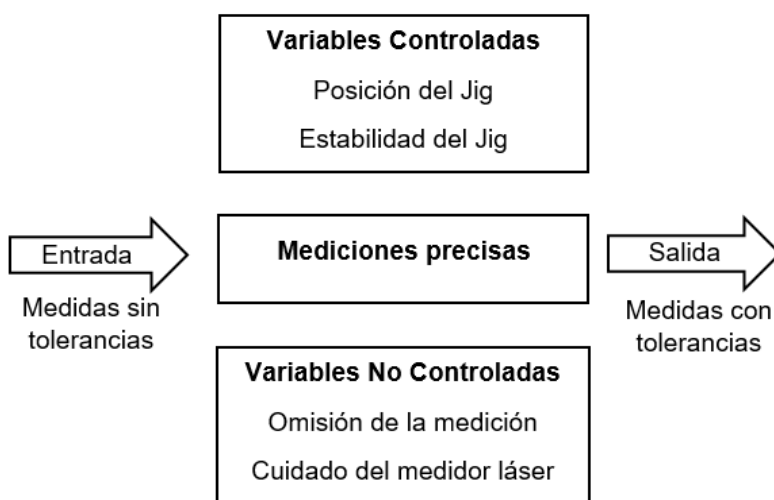 Variables Controladas
Posición del Jig
Estabilidad del Jig
Entrada
Medidas sin
tolerancias
Mediciones precisas
Salida
Medidas con
tolerancias
Variables No Controladas
Omisión de la medición
Cuidado del medidor láser